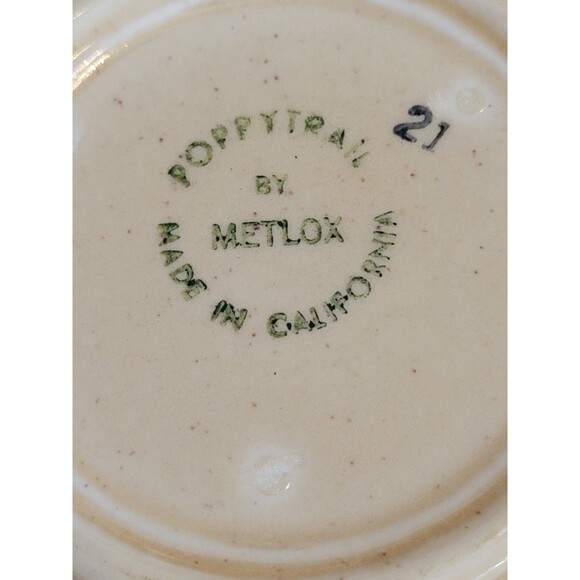 POPPYTRAIL
BY
METLOX
MADE IN CALIFORNIA
21